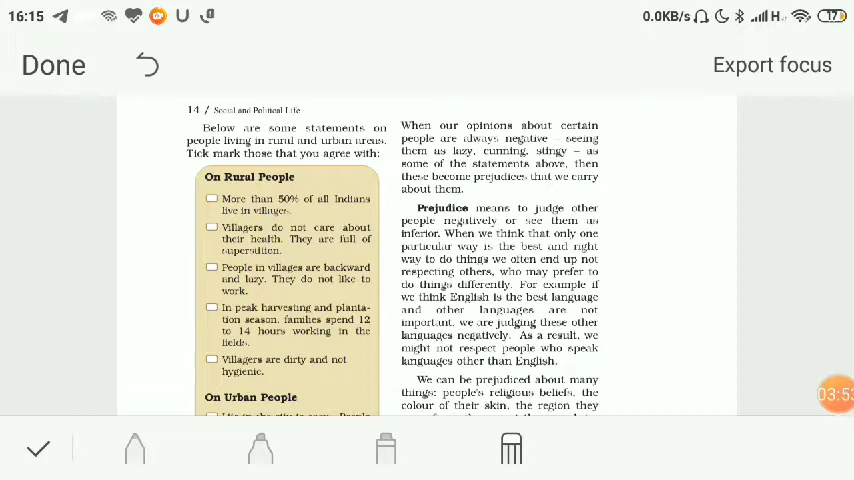 16:15
0.0KB/s
H
17
Done
Export focus
14 / Social and Political Life
Below are some statements on
people living in rural and urban areas.
Tick mark those that you agree with:
On Rural People
More than 50% of all Indians
live in villages.
Villagers do not care about
their health. They are full of
superstition.
People in villages are backward
and lazy. They do not like to
work.
In peak harvesting and planta-
tion season, families spend 12
to 14 hours working in the
fields.
Villagers are dirty and not
hygienic.
On Urban People
Life in the city is easy. People
When our opinions about certain
people are always negative – seeing
them as lazy, cunning, stingy – as
some of the statements above, then
these become prejudices that we carry
about them.
Prejudice means to judge other
people negatively or see them as
inferior. When we think that only one
particular way is the best and right
way to do things we often end up not
respecting others, who may prefer to
do things differently. For example if
we think English is the best language
and other languages are not
important, we are judging these other
languages negatively. As a result, we
might not respect people who speak
languages other than English.
We can be prejudiced about many
things: people's religious beliefs, the
colour of their skin, the region they
03:53